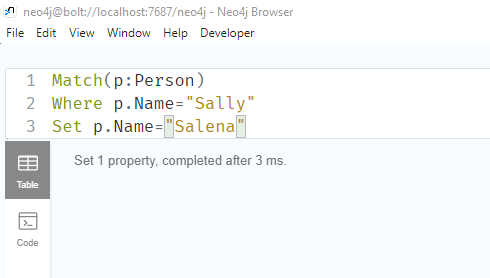 neo4j@bolt://localhost:7687/neo4j - Neo4j Browser
File Edit View Window Help Developer
1 Match(p:Person)
2 Where p.Name="Sally"
3 Set p.Name="Salena"
Set 1 property, completed after 3 ms.
Table
Code